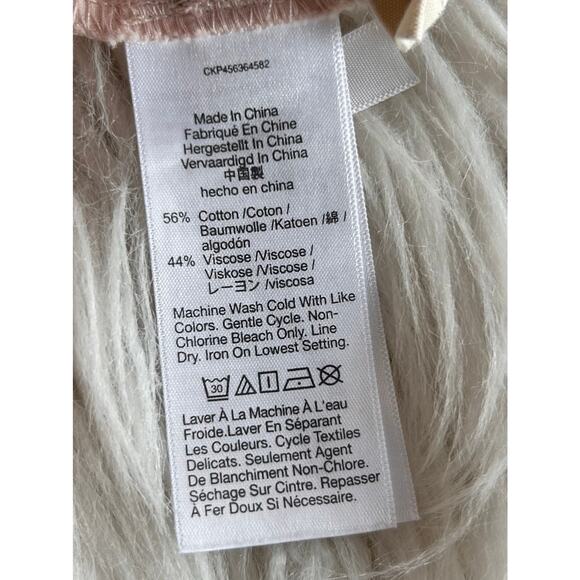 CKP456364582
Made In China
Fabriqué En Chine
Hergestellt In China
Vervaardigd In China
中国製
hecho en china
56% Cotton /Coton /
Baumwolle /Katoen /綿 /
algodón
44% Viscose /Viscose /
Viskose /Viscose /
レーヨン /viscosa
Machine Wash Cold With Like
Colors. Gentle Cycle. Non-
Chlorine Bleach Only. Line
Dry. Iron On Lowest Setting.
30
Laver À La Machine À L'eau
Froide.Laver En Séparant
Les Couleurs. Cycle Textiles
Délicats. Seulement Agent
De Blanchiment Non-Chlore.
Séchage Sur Cintre. Repasser
À Fer Doux Si Nécessaire.